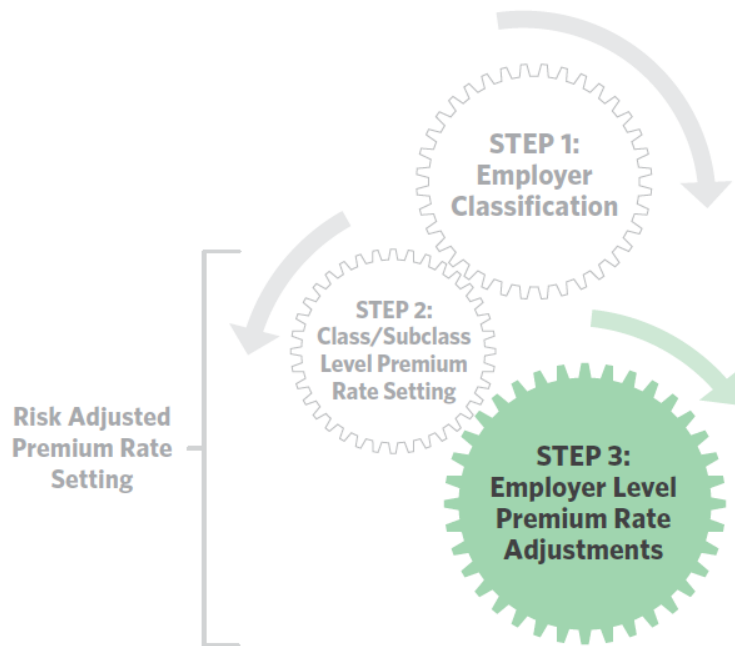 STEP 1:
Employer
Classification
STEP 2:
Class/Subclass
Level Premium
Rate Setting
Risk Adjusted
Premium Rate
Setting
STEP 3:
Employer Level
Premium Rate
Adjustments